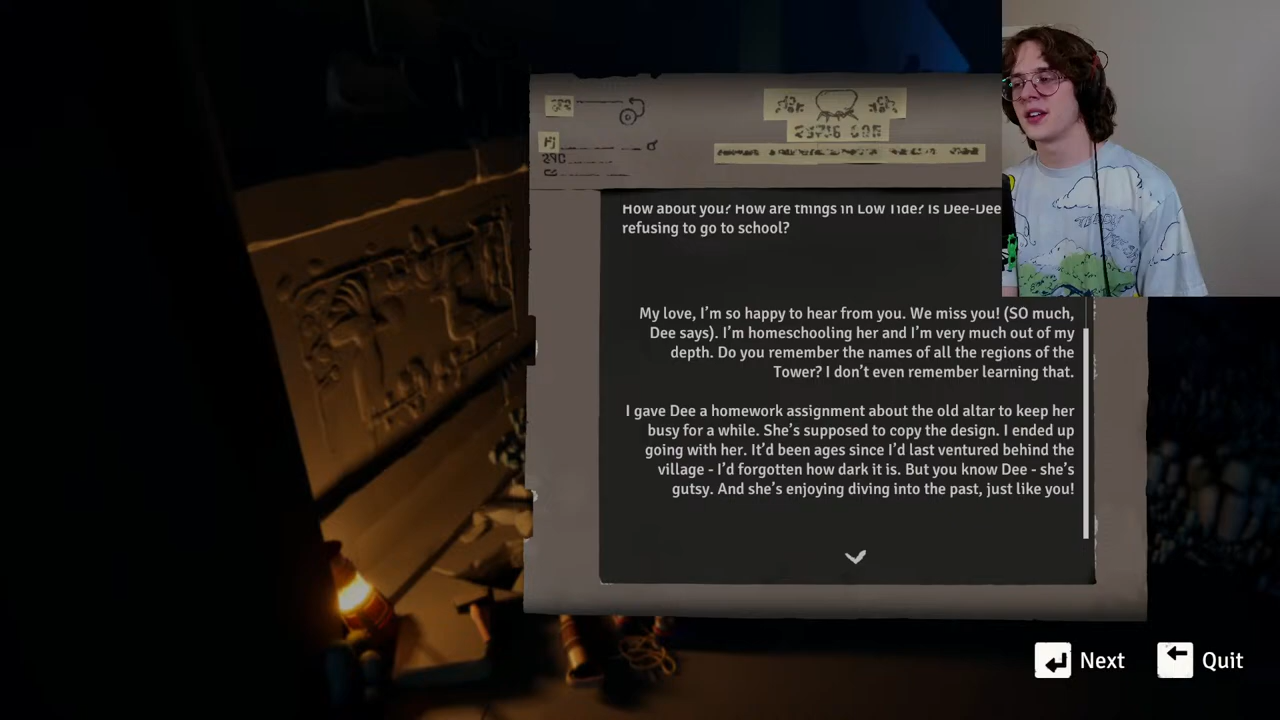 How about you? How are things in Low Tide? Is Dee-Dee
refusing to go to school?
My love, I'm so happy to hear from you. We miss you! (SO much,
Dee says). I'm homeschooling her and I'm very much out of my
depth. Do you remember the names of all the regions of the
Tower? I don't even remember learning that.
I gave Dee a homework assignment about the old altar to keep her
busy for a while. She's supposed to copy the design. I ended up
going with her. It'd been ages since I'd last ventured behind the
village - I'd forgotten how dark it is. But you know Dee - she's
gutsy. And she's enjoying diving into the past, just like you!
Next
Quit